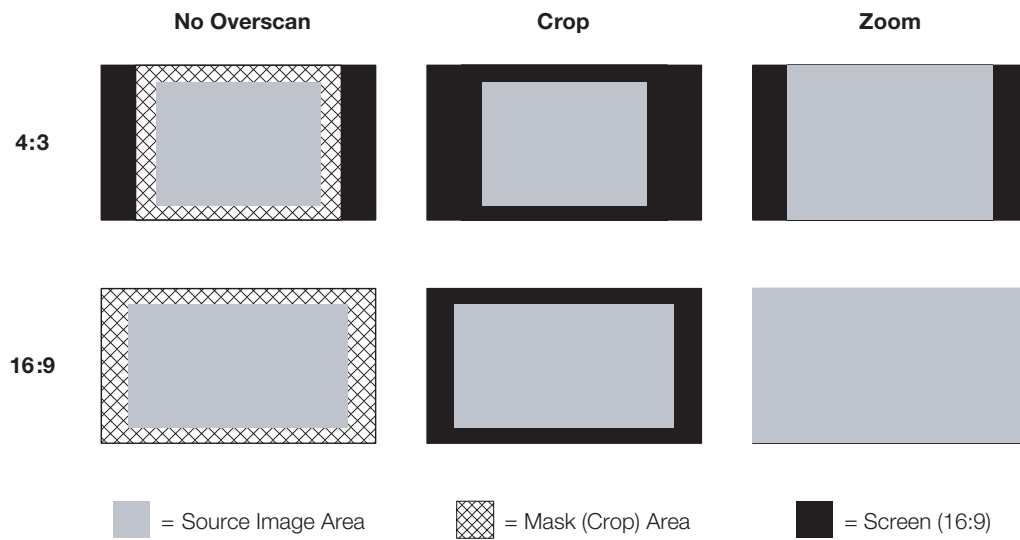 No Overscan Crop Zoom
4:3
16:9
= Source Image Area = Mask (Crop) Area = Screen (16:9)